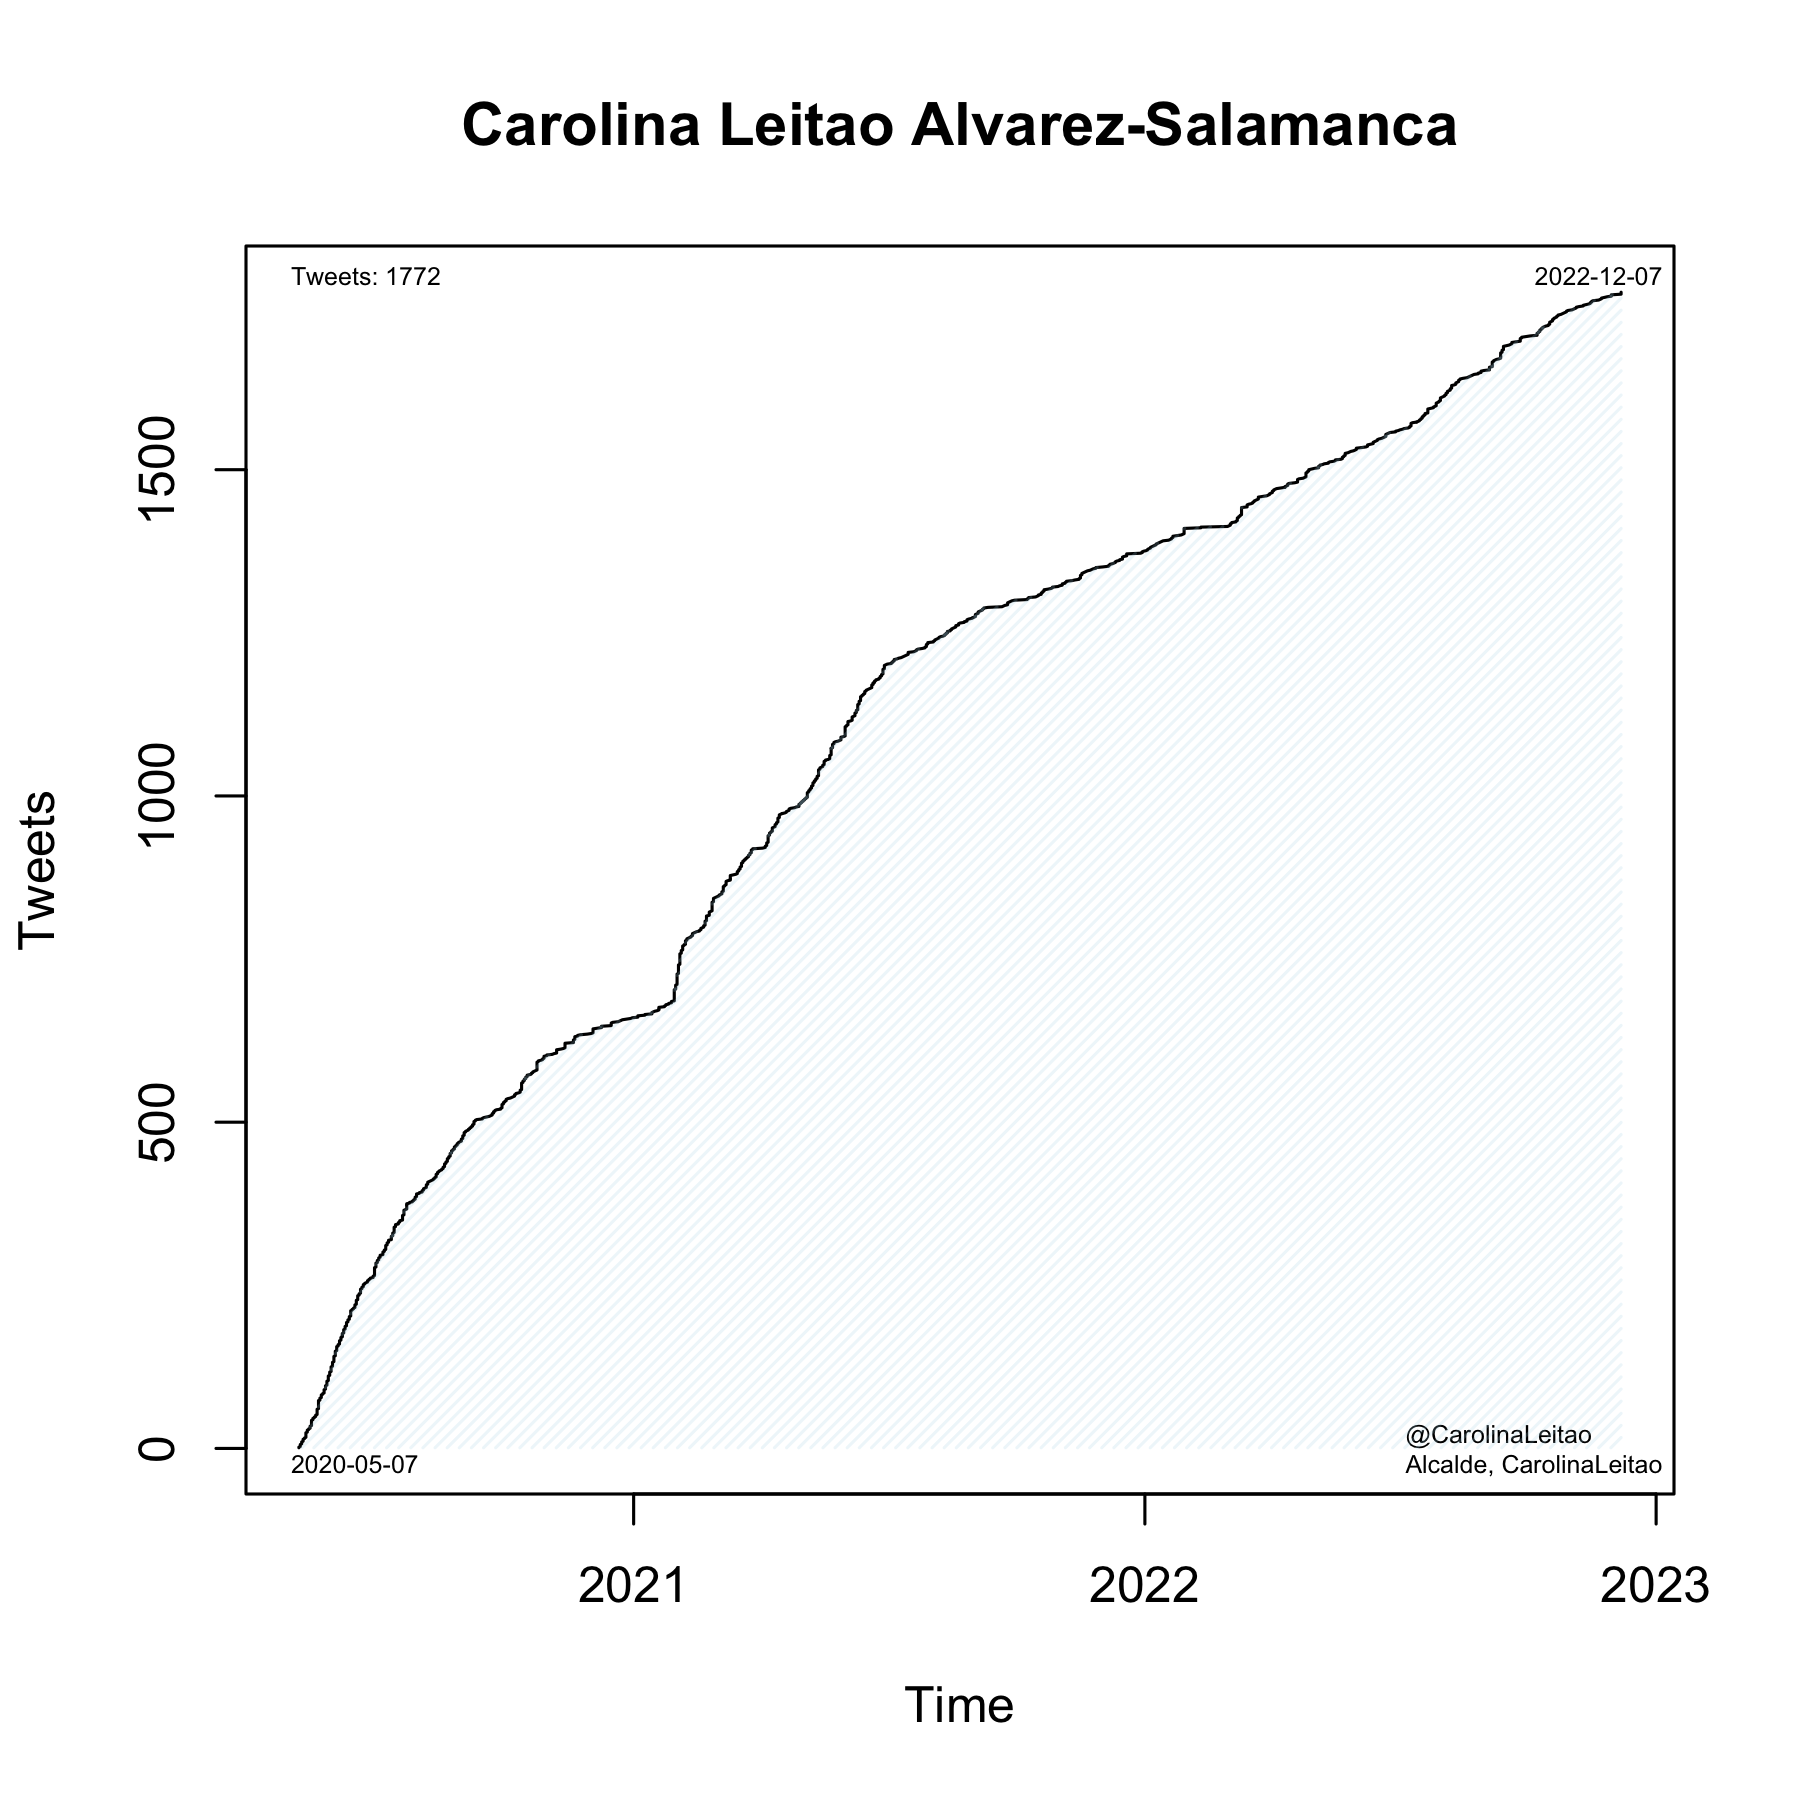 Carolina Leitao Alvarez-Salamanca
Tweets: 1772
2022-12-07
1500
1000
500
0
Tweets
2020-05-07
@CarolinaLeitao
Alcalde, CarolinaLeitao
2021
2022
2023
Time